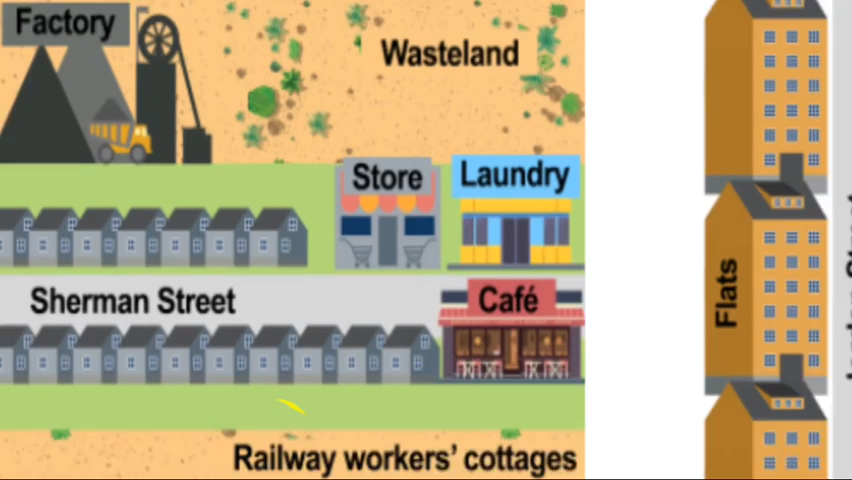 Factory
Wasteland
Store
Laundry
Sherman Street
Café
Railway workers' cottages
Flats